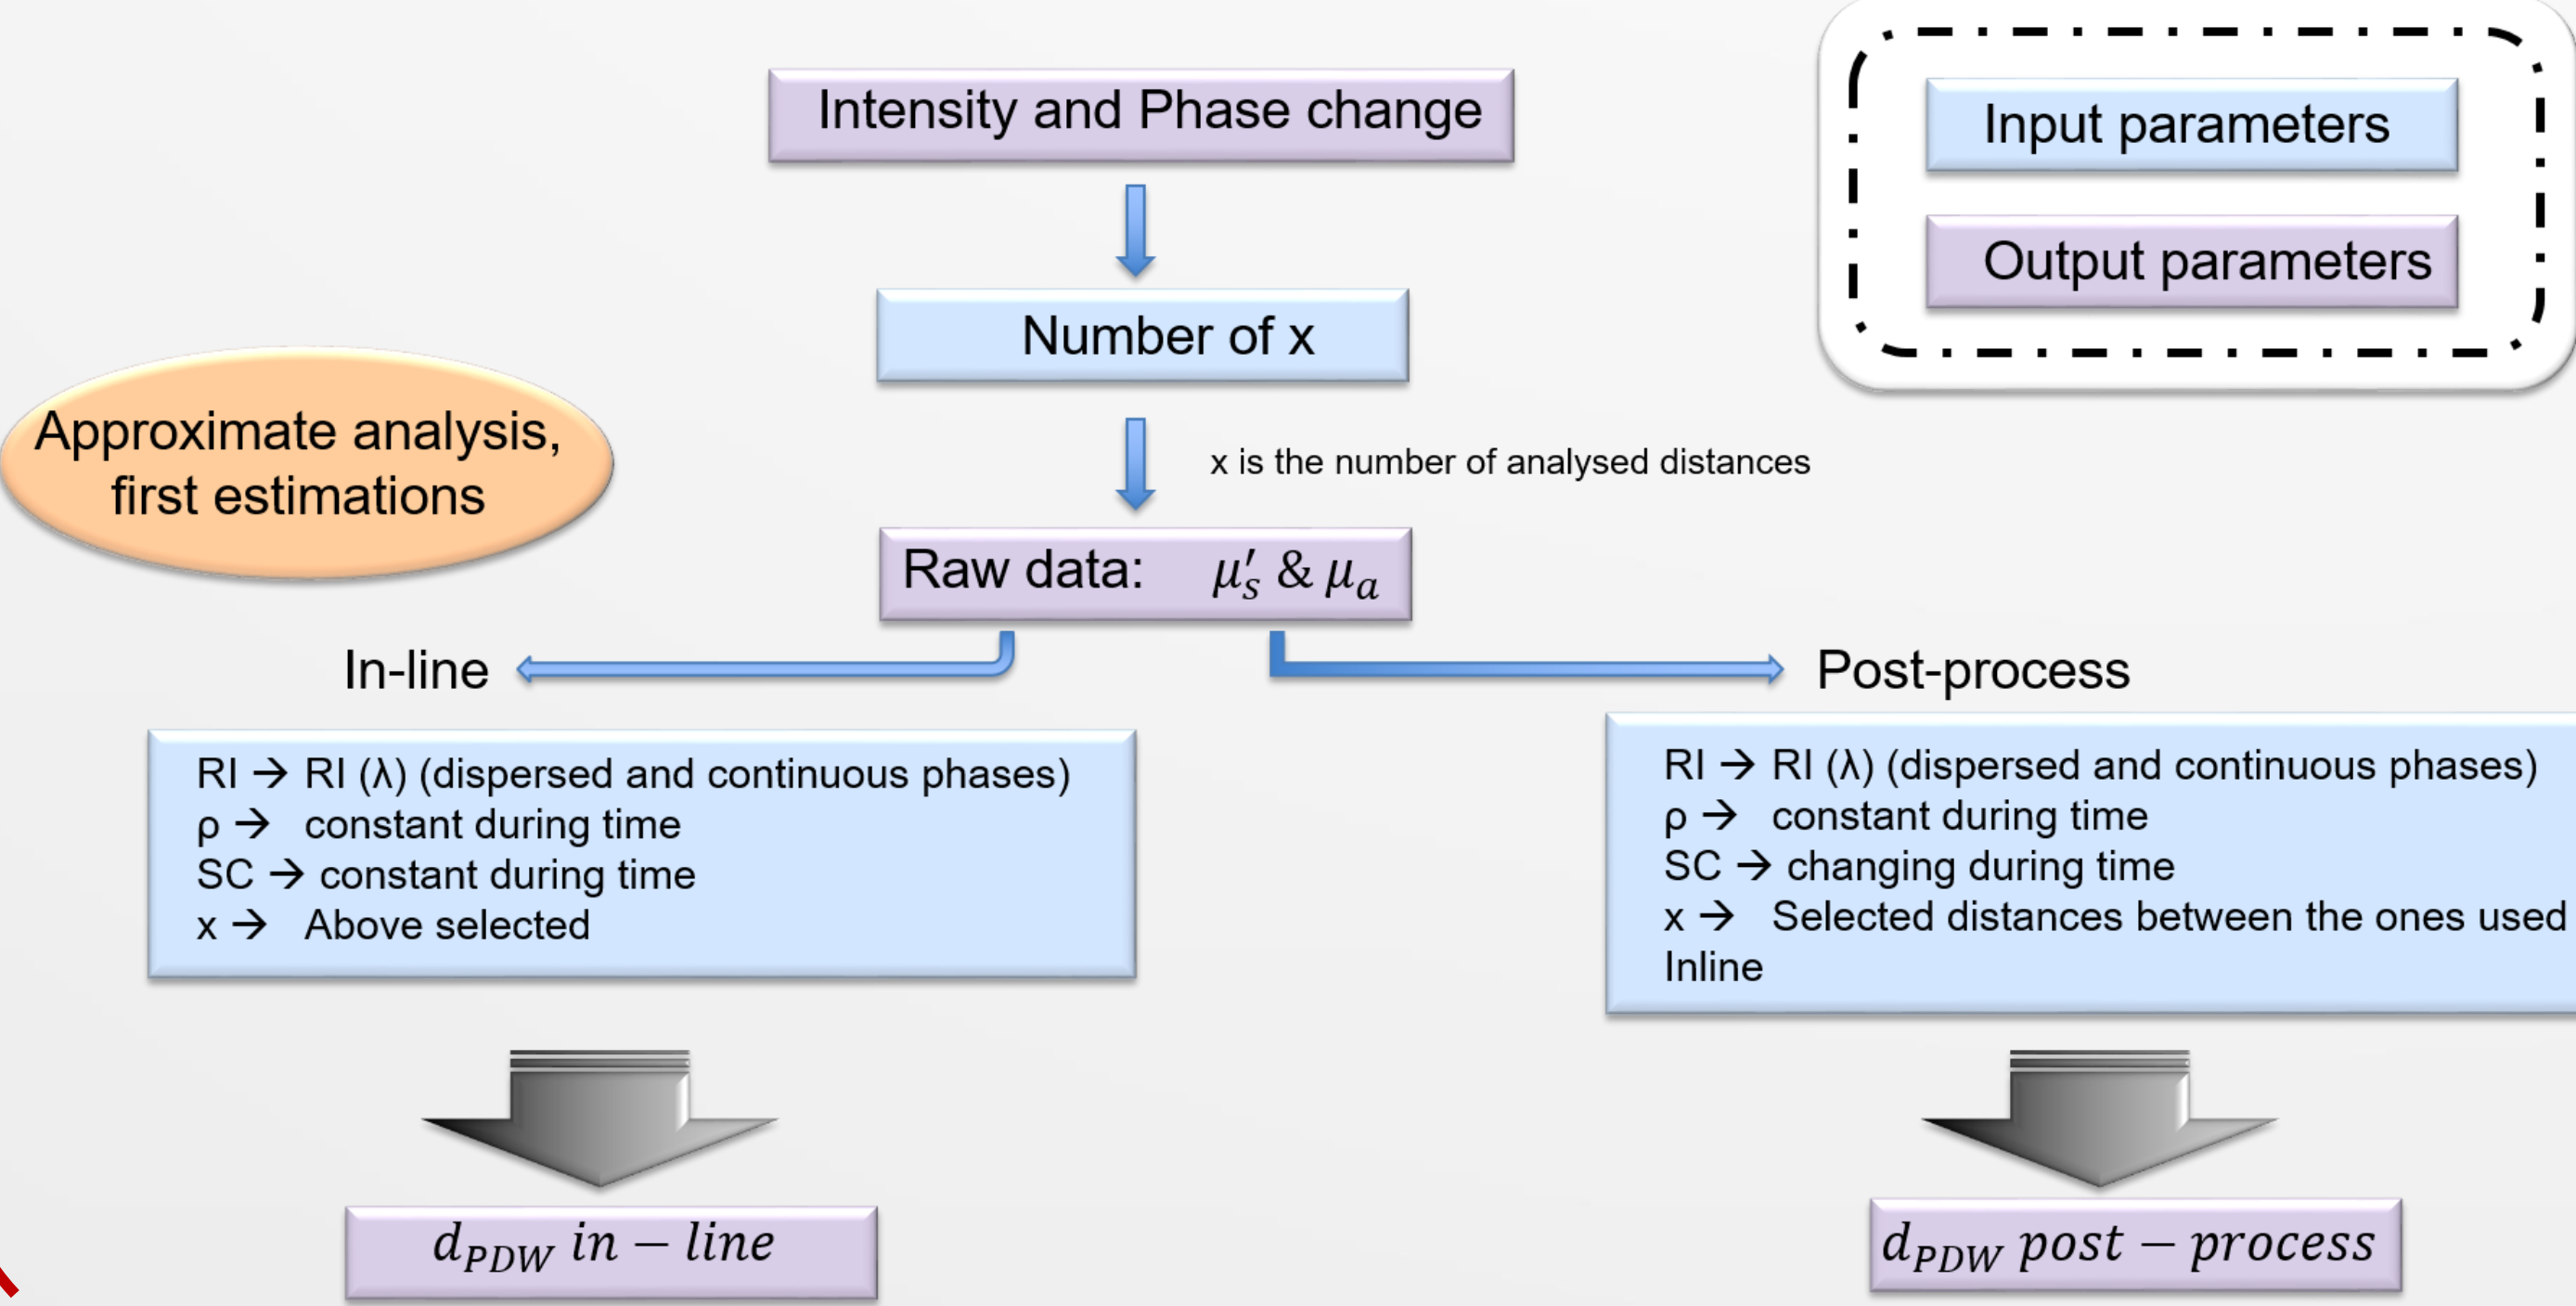 Intensity and Phase change
Input parameters
Output parameters
Number of x
Approximate analysis,
first estimations
x is the number of analysed distances
Raw data: μ′ₛ & μₐ
In-line
Post-process
RI → RI (λ) (dispersed and continuous phases)
ρ → constant during time
SC → constant during time
x → Above selected
RI → RI (λ) (dispersed and continuous phases)
ρ → constant during time
SC → changing during time
x → Selected distances between the ones used
Inline
d_PDW in – line
d_PDW post – process